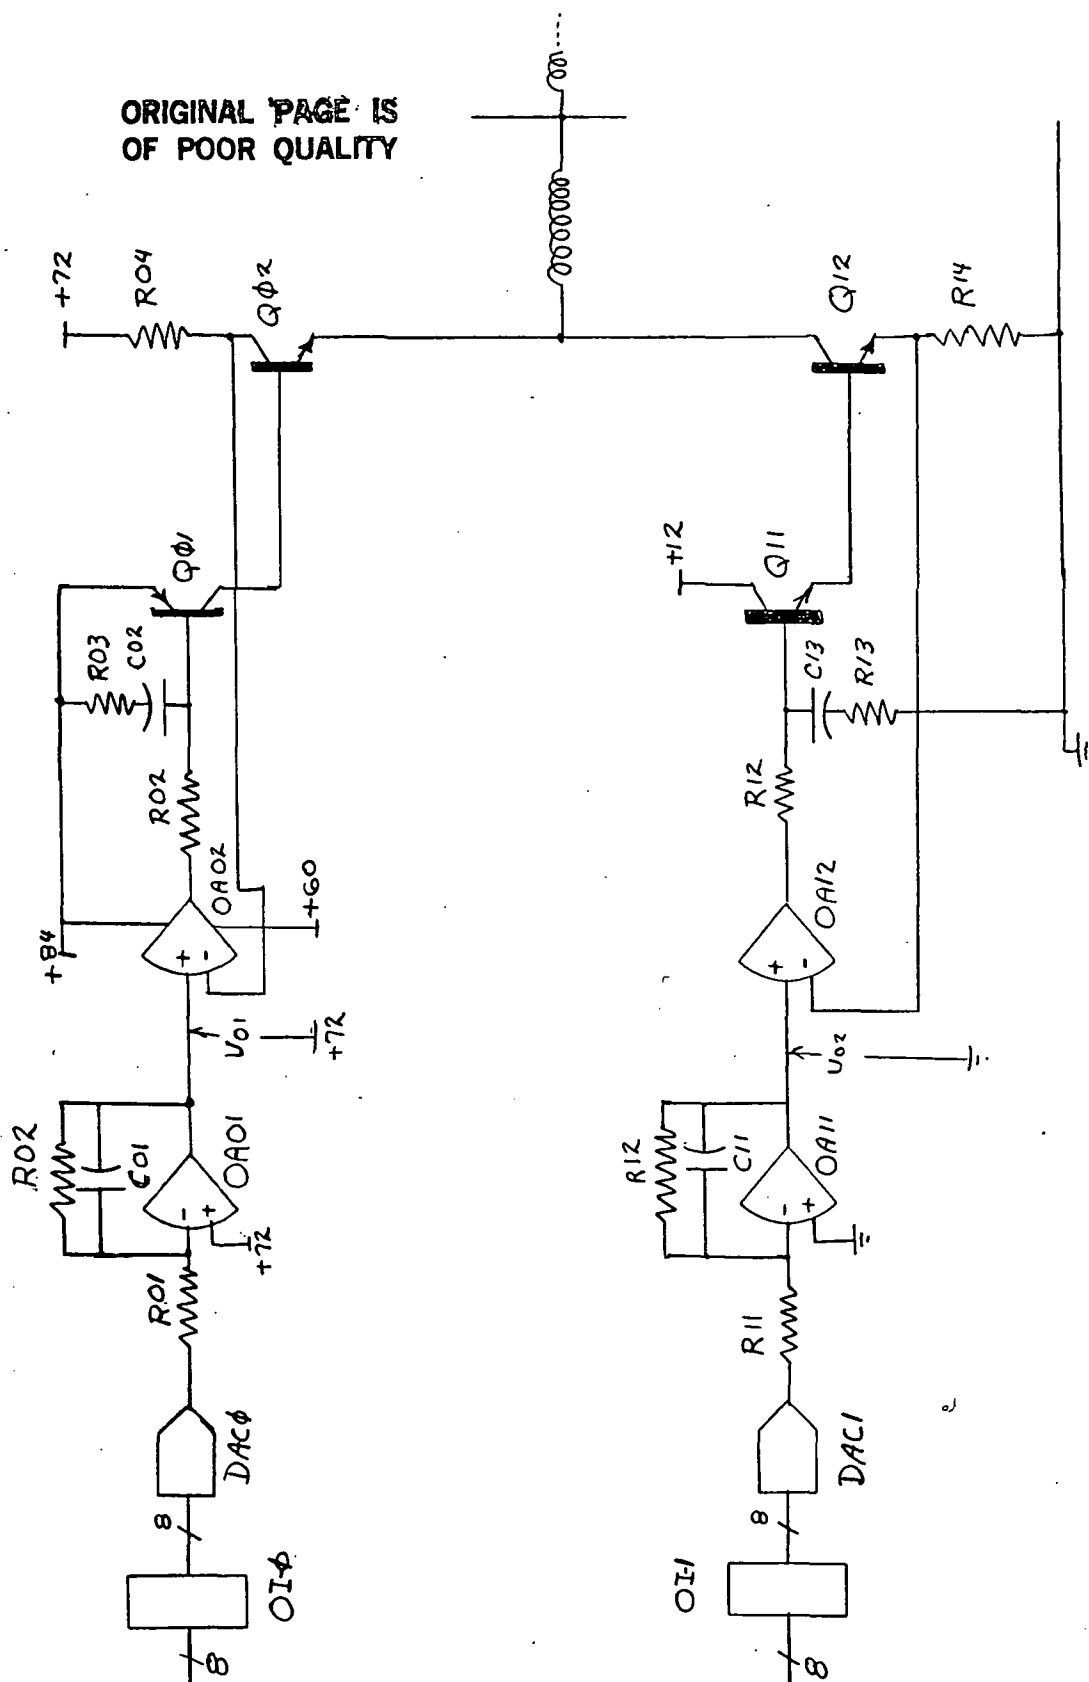 ORIGINAL PAGE IS
OF POOR QUALITY
+72
R04
QΦ2
Q12
R14
QΦ1
R03
C02
R02
+84
OA02
+60
+12
Q11
C13
R13
R12
OA12
U01
+72
U02
R02
C01
OA01
+72
R01
+
-
-
+
R12
C11
OA11
R11
+
-
-
+
DACΦ
8
OI-Φ
8
DAC1
8
OI-1
8